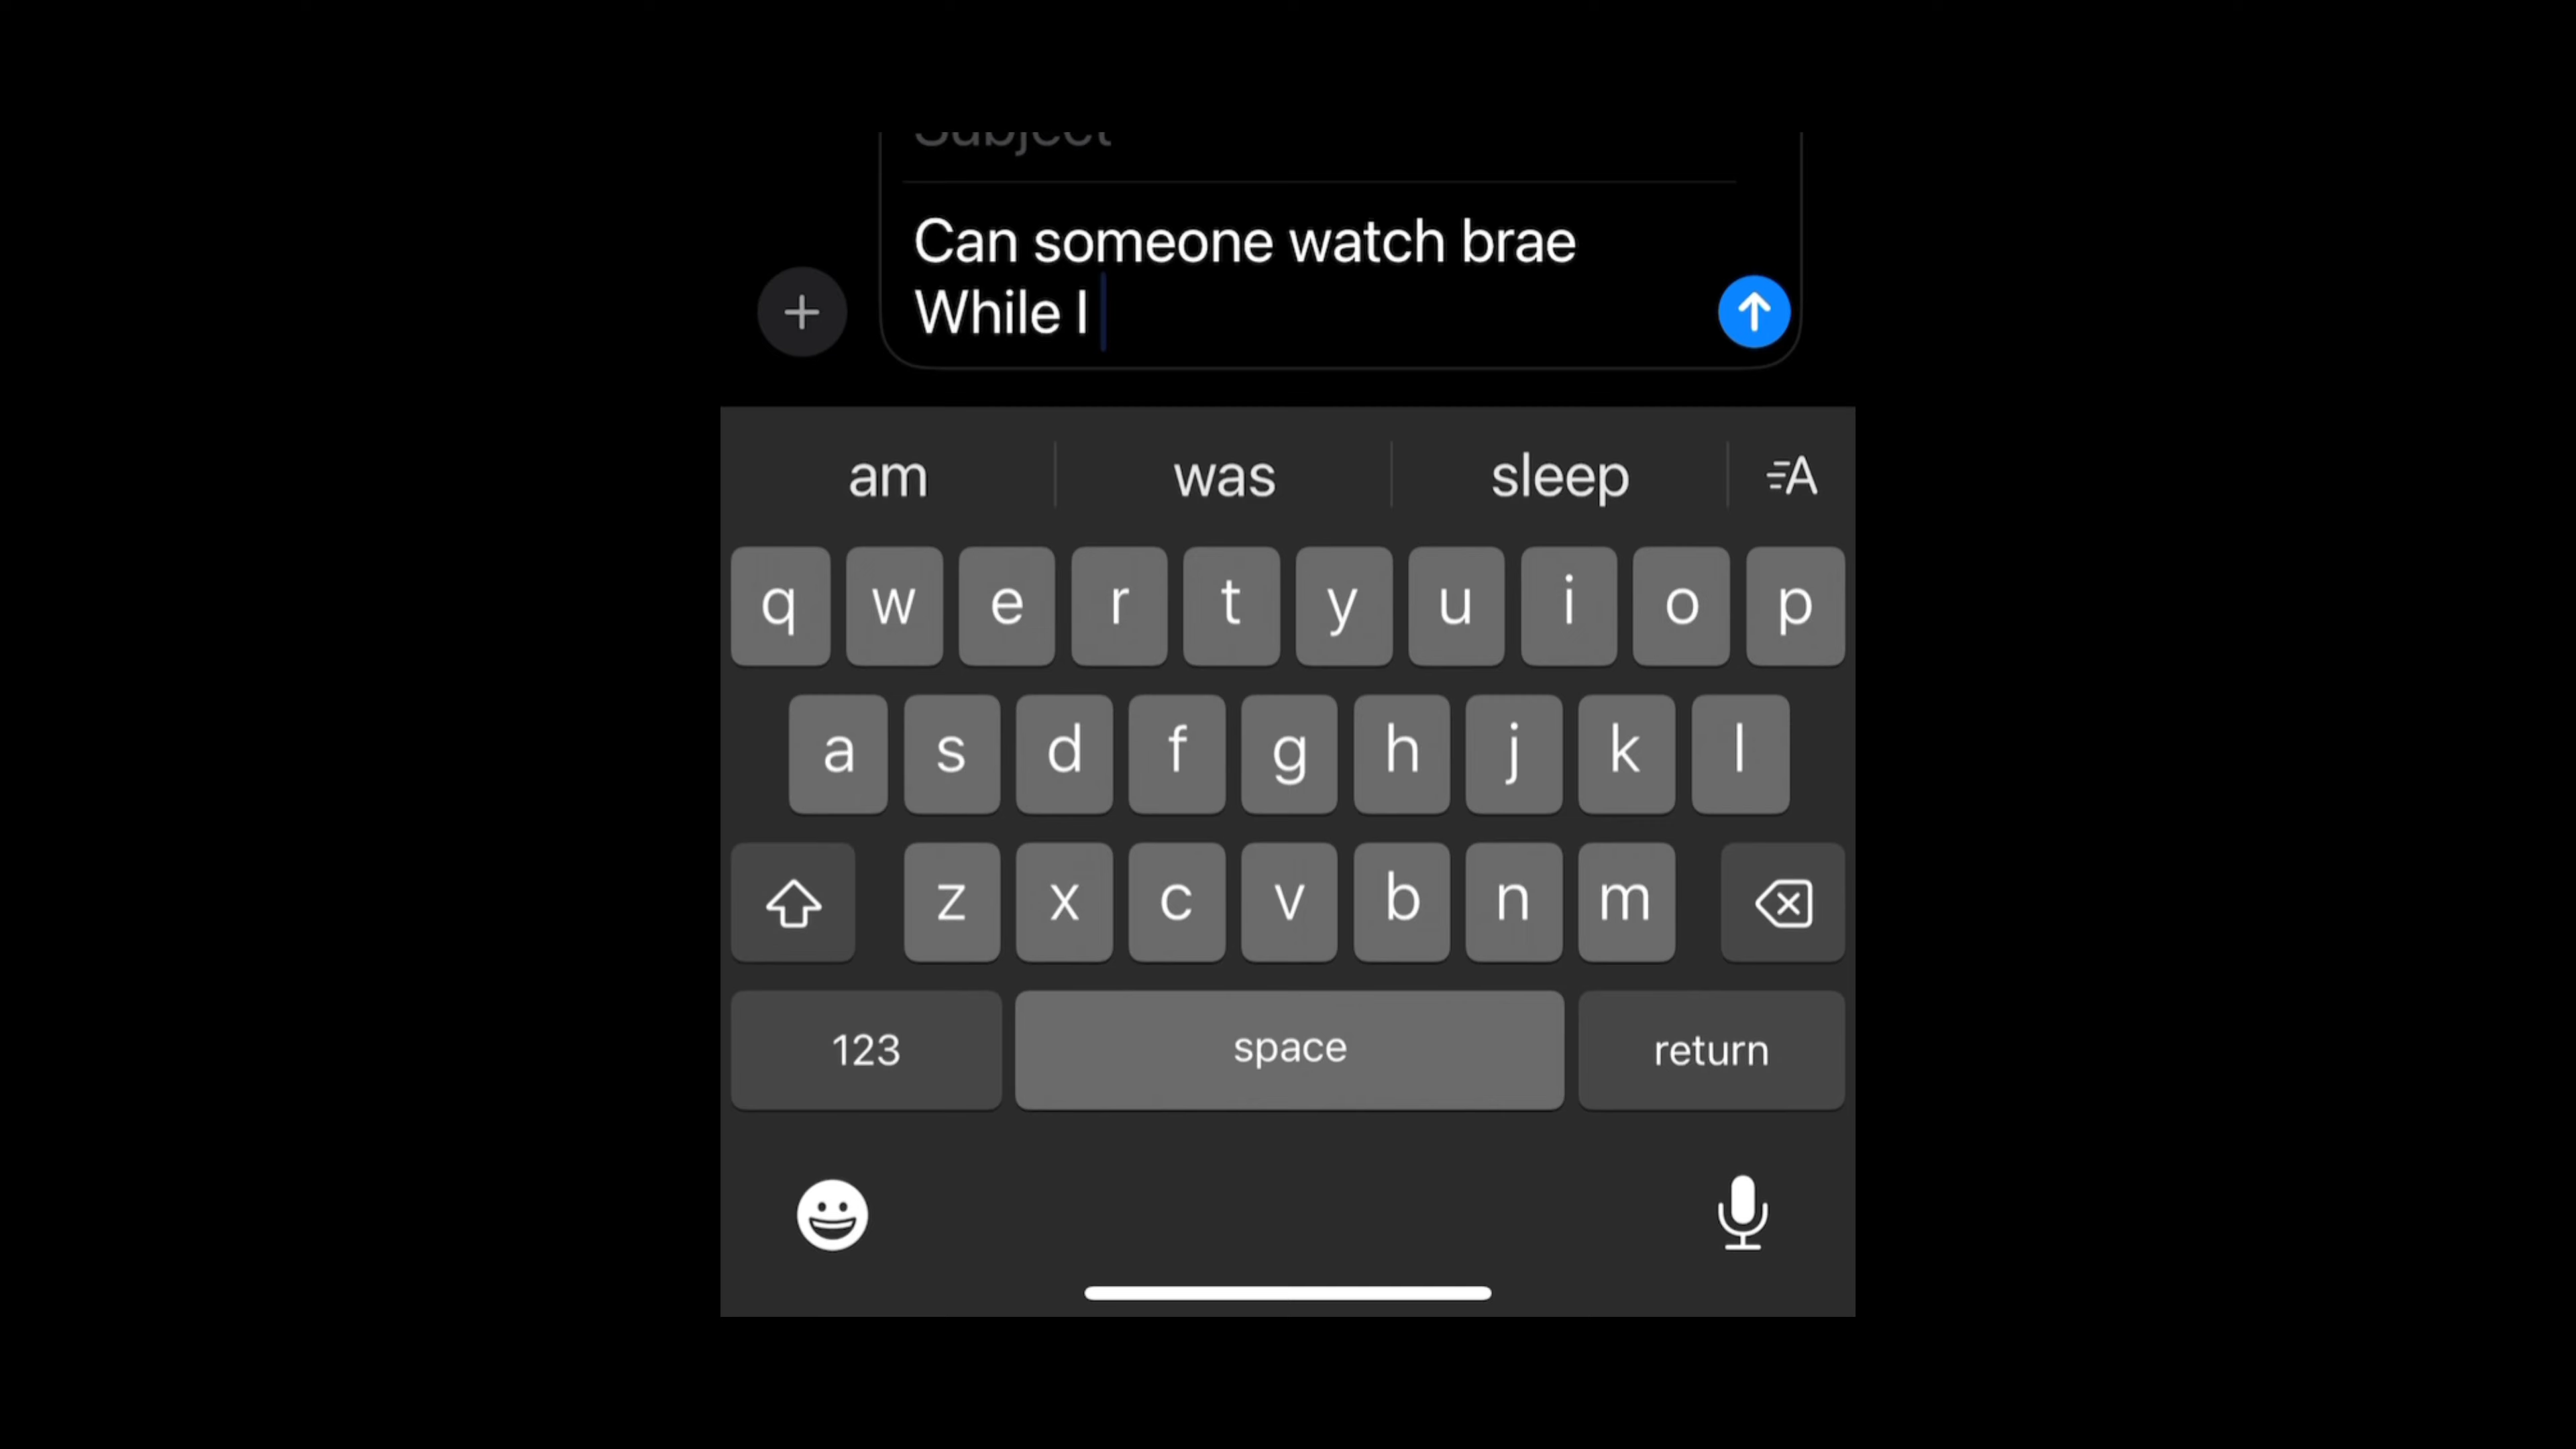 Subject
Can someone watch brae
While I
am was sleep A
q w e r t y u i o p
a s d f g h j k l
z x c v b n m
123 space return